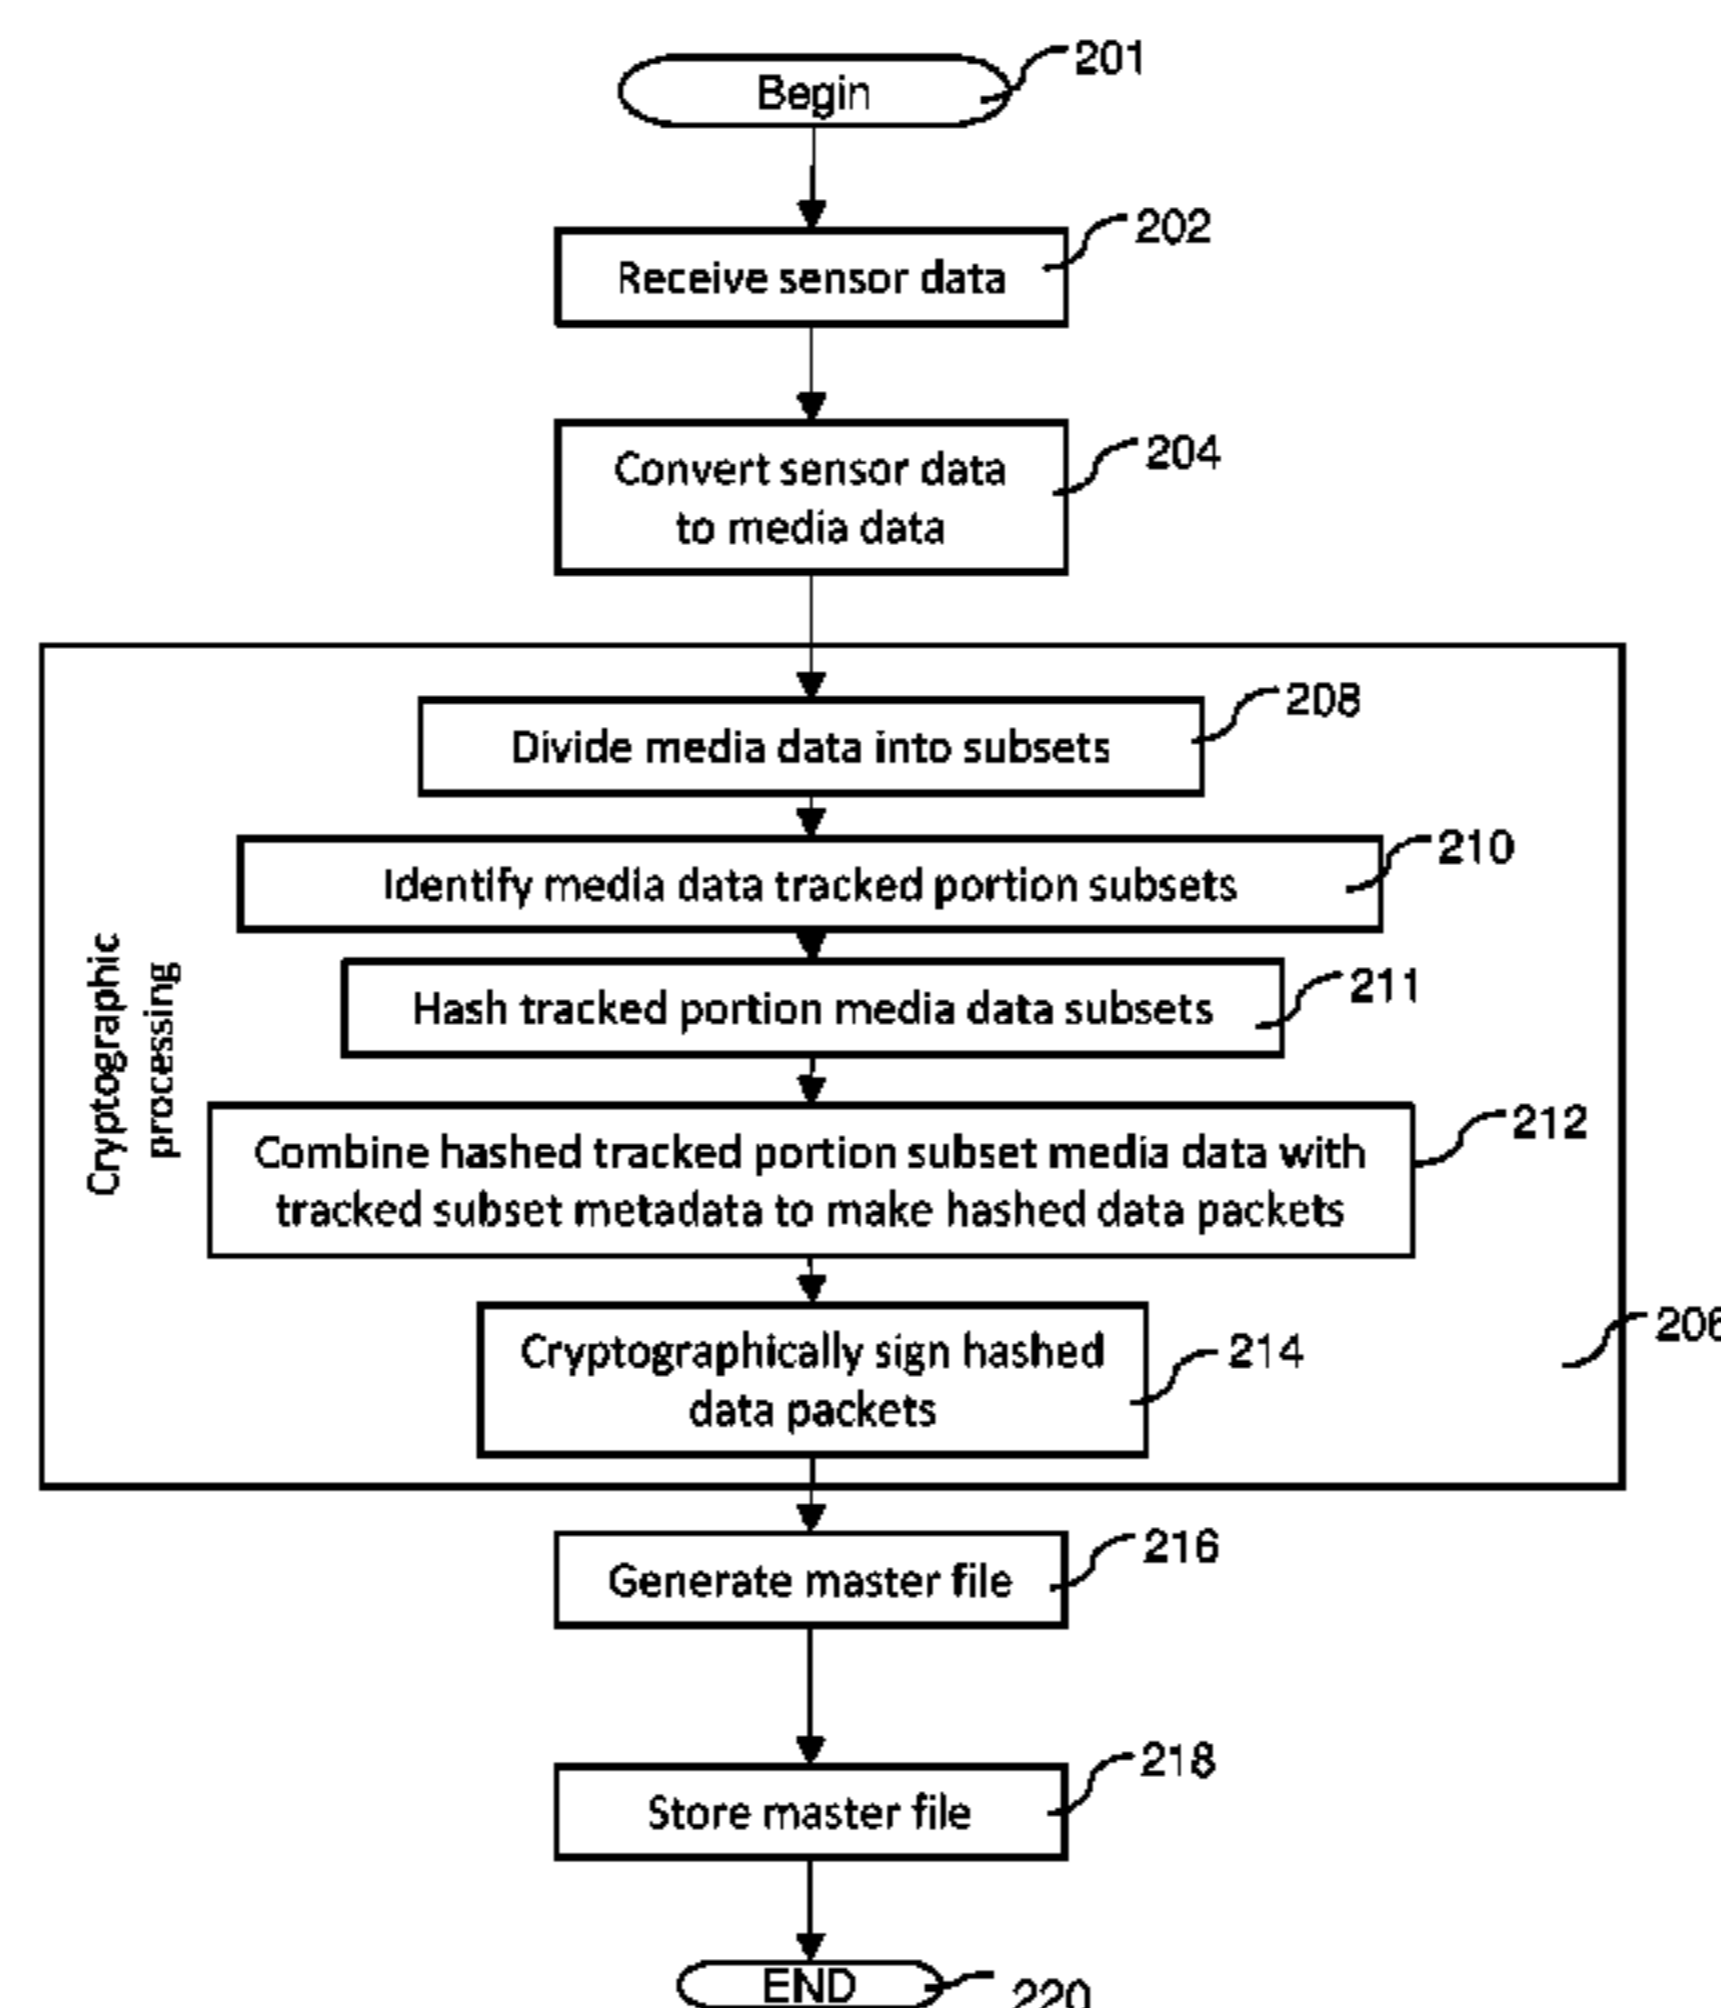 Begin
201
Receive sensor data
202
Convert sensor data
to media data
204
Divide media data into subsets
208
Identify media data tracked portion subsets
210
Hash tracked portion media data subsets
211
Combine hashed tracked portion subset media data with
tracked subset metadata to make hashed data packets
212
Cryptographically sign hashed
data packets
214
Cryptographic
processing
206
Generate master file
216
Store master file
218
END
220